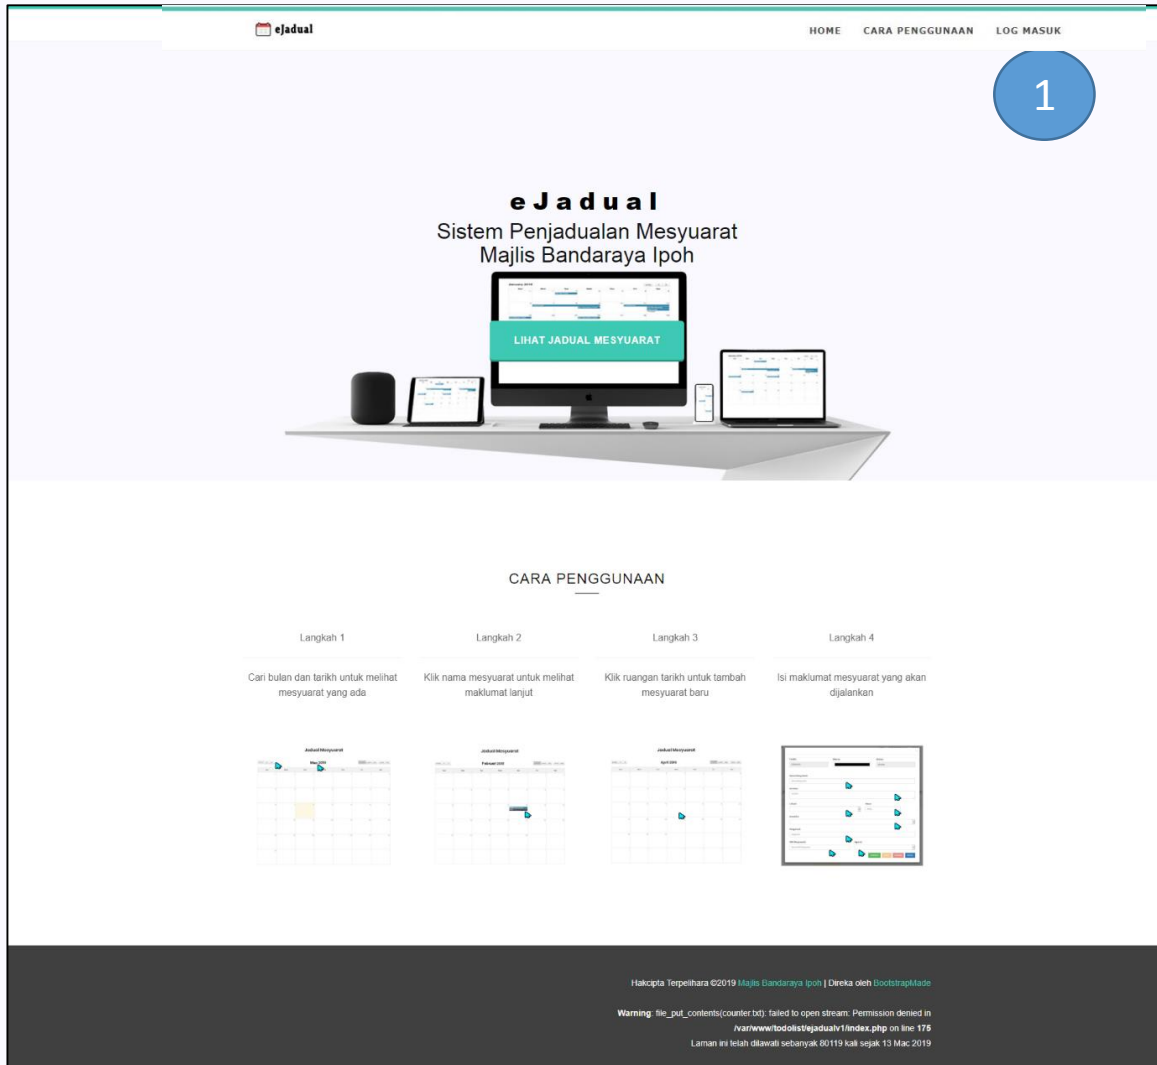 eJadual
HOME CARA PENGGUNAAN LOG MASUK
1
eJadual
Sistem Penjadualan Mesyuarat
Majlis Bandaraya Ipoh
LIHAT JADUAL MESYUARAT
CARA PENGGUNAAN
Langkah 1
Cari bulan dan tarikh untuk melihat
mesyuarat yang ada
Jadual Mesyuarat
Langkah 2
Klik nama mesyuarat untuk melihat
maklumat lanjut
Jadual Mesyuarat
Februari 2019
Langkah 3
Klik ruangan tarikh untuk tambah
mesyuarat baru
Jadual Mesyuarat
April 2019
Langkah 4
Isi maklumat mesyuarat yang akan
dijalankan
Hakcipta Terpelihara ©2019 Majlis Bandaraya Ipoh | Direka oleh BootstrapMade
Warning: file_put_contents(counter.txt): failed to open stream: Permission denied in
/var/www/todolist/ejadualv1/index.php on line 175
Laman ini telah dilawati sebanyak 80119 kali sejak 13 Mac 2019